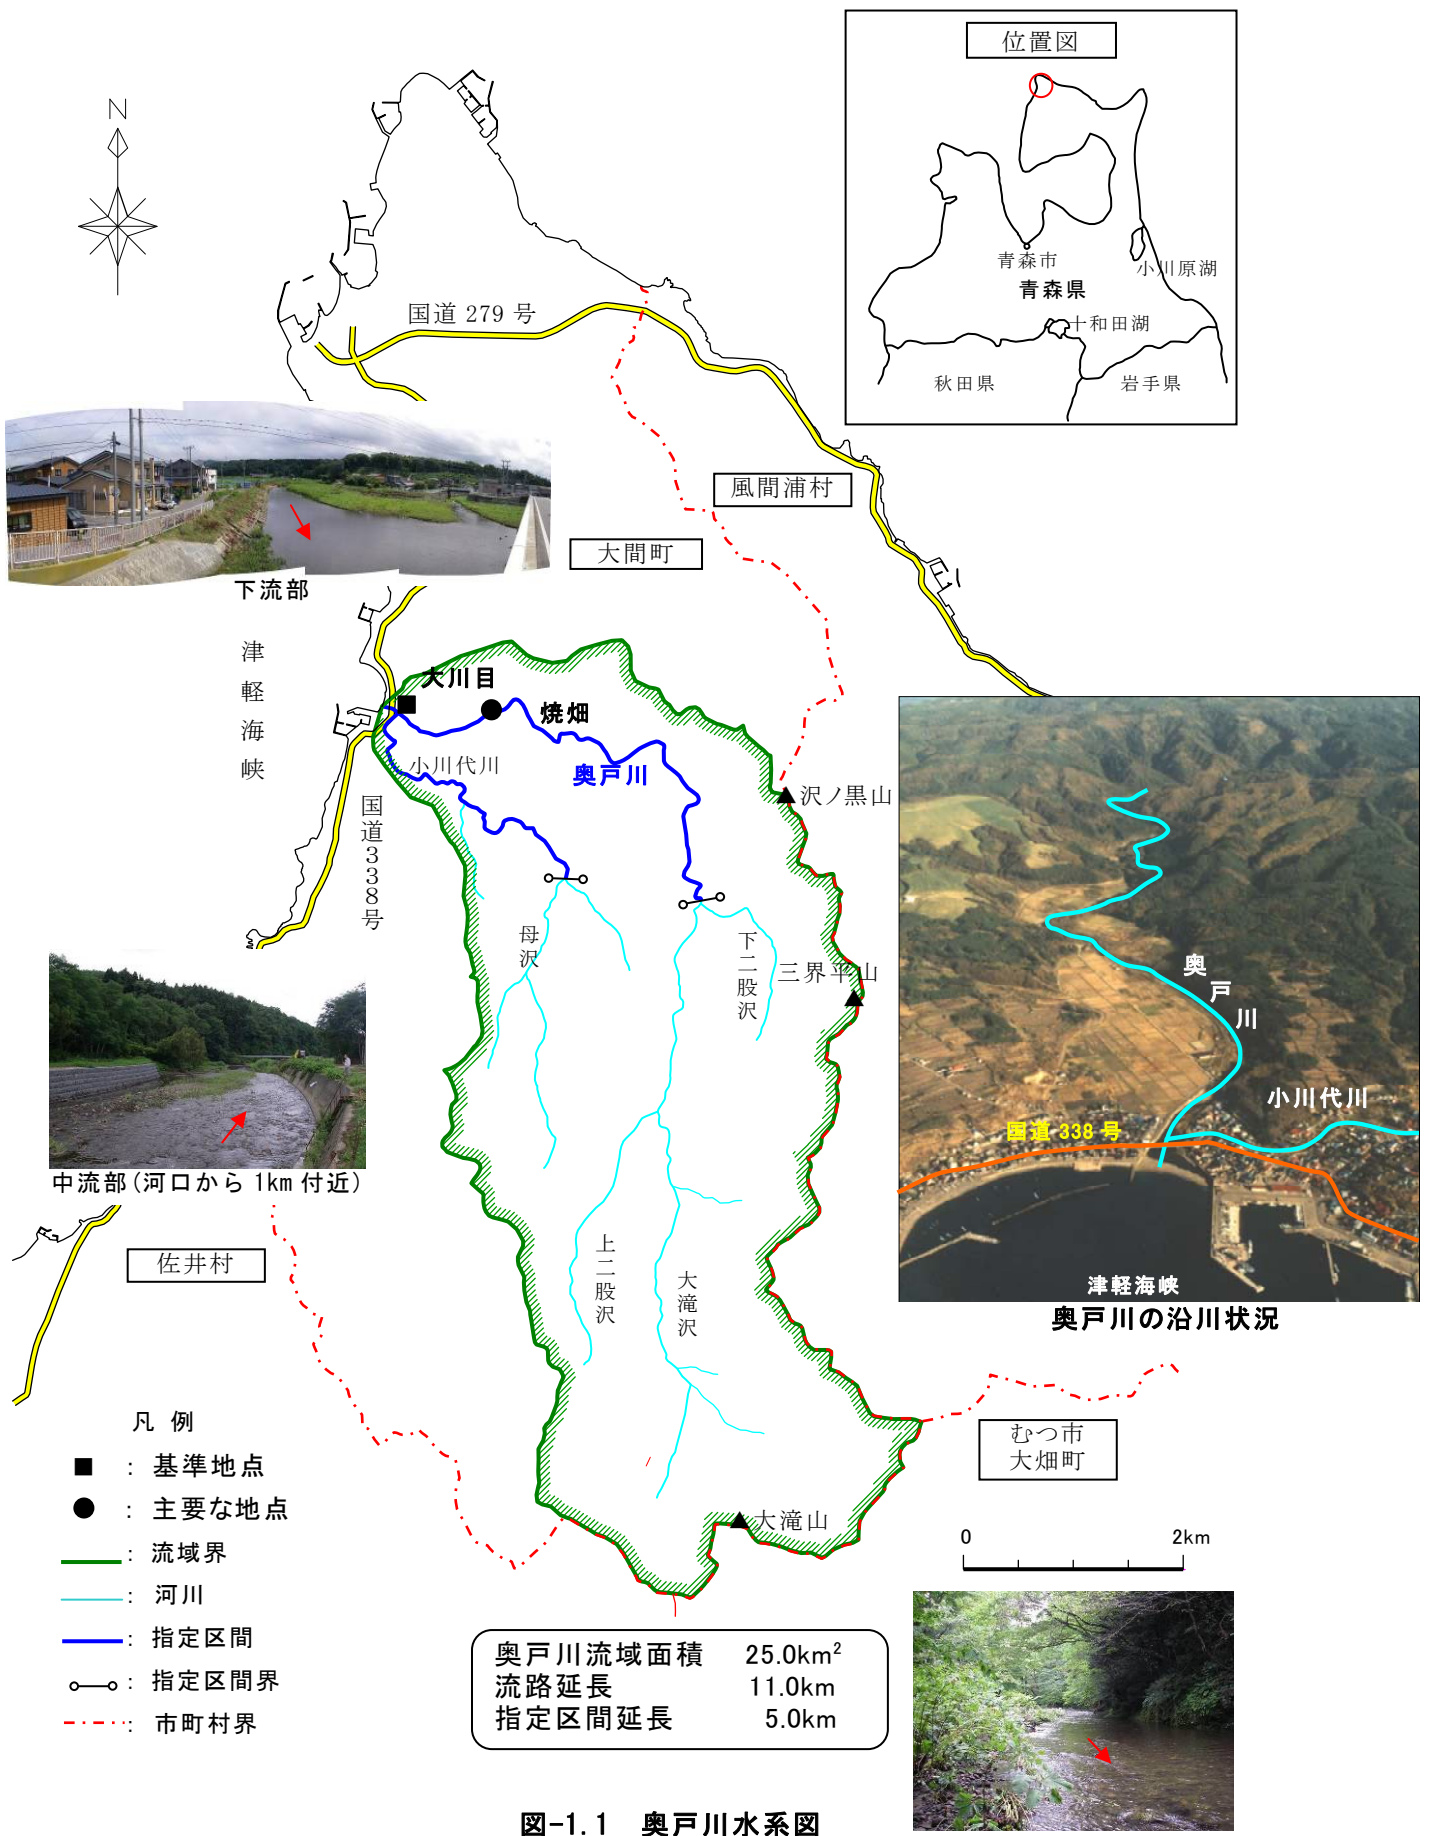 位置図
N
青森市
小川原湖
青森県
十和田湖
秋田県
岩手県
国道 279 号
風間浦村
大間町
下流部
津軽海峡
大川目
焼畑
小川代川
奥戸川
沢ノ黒山
国道338号
母沢
下二股沢
三界平山
奥戸川
小川代川
国道 338 号
津軽海峡
奥戸川の沿川状況
中流部(河口から 1km 付近)
佐井村
上二股沢
大滝沢
むつ市
大畑町
大滝山
凡 例
■ : 基準地点
● : 主要な地点
: 流域界
: 河川
: 指定区間
: 指定区間界
: 市町村界
0 2km
奥戸川流域面積 25.0km²
流路延長 11.0km
指定区間延長 5.0km
図-1.1 奥戸川水系図